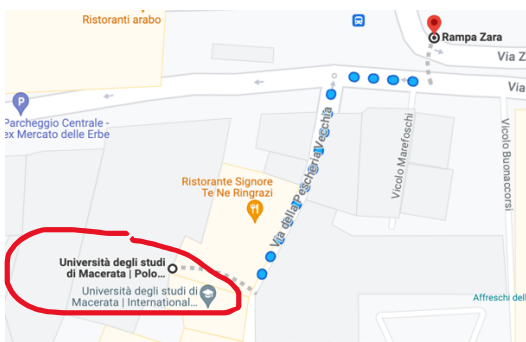 Ristoranti arabo
Rampa Zara
Via Z
Via
Parcheggio Centrale -
ex Mercato delle Erbe
Via della Pescheria Vecchia
Vicolo Marefoschi
Vicolo Buonaccorsi
Ristorante Signore
Te Ne Ringrazi
Università degli studi
di Macerata | Polo...
Università degli studi di
Macerata | International...
Affreschi dell